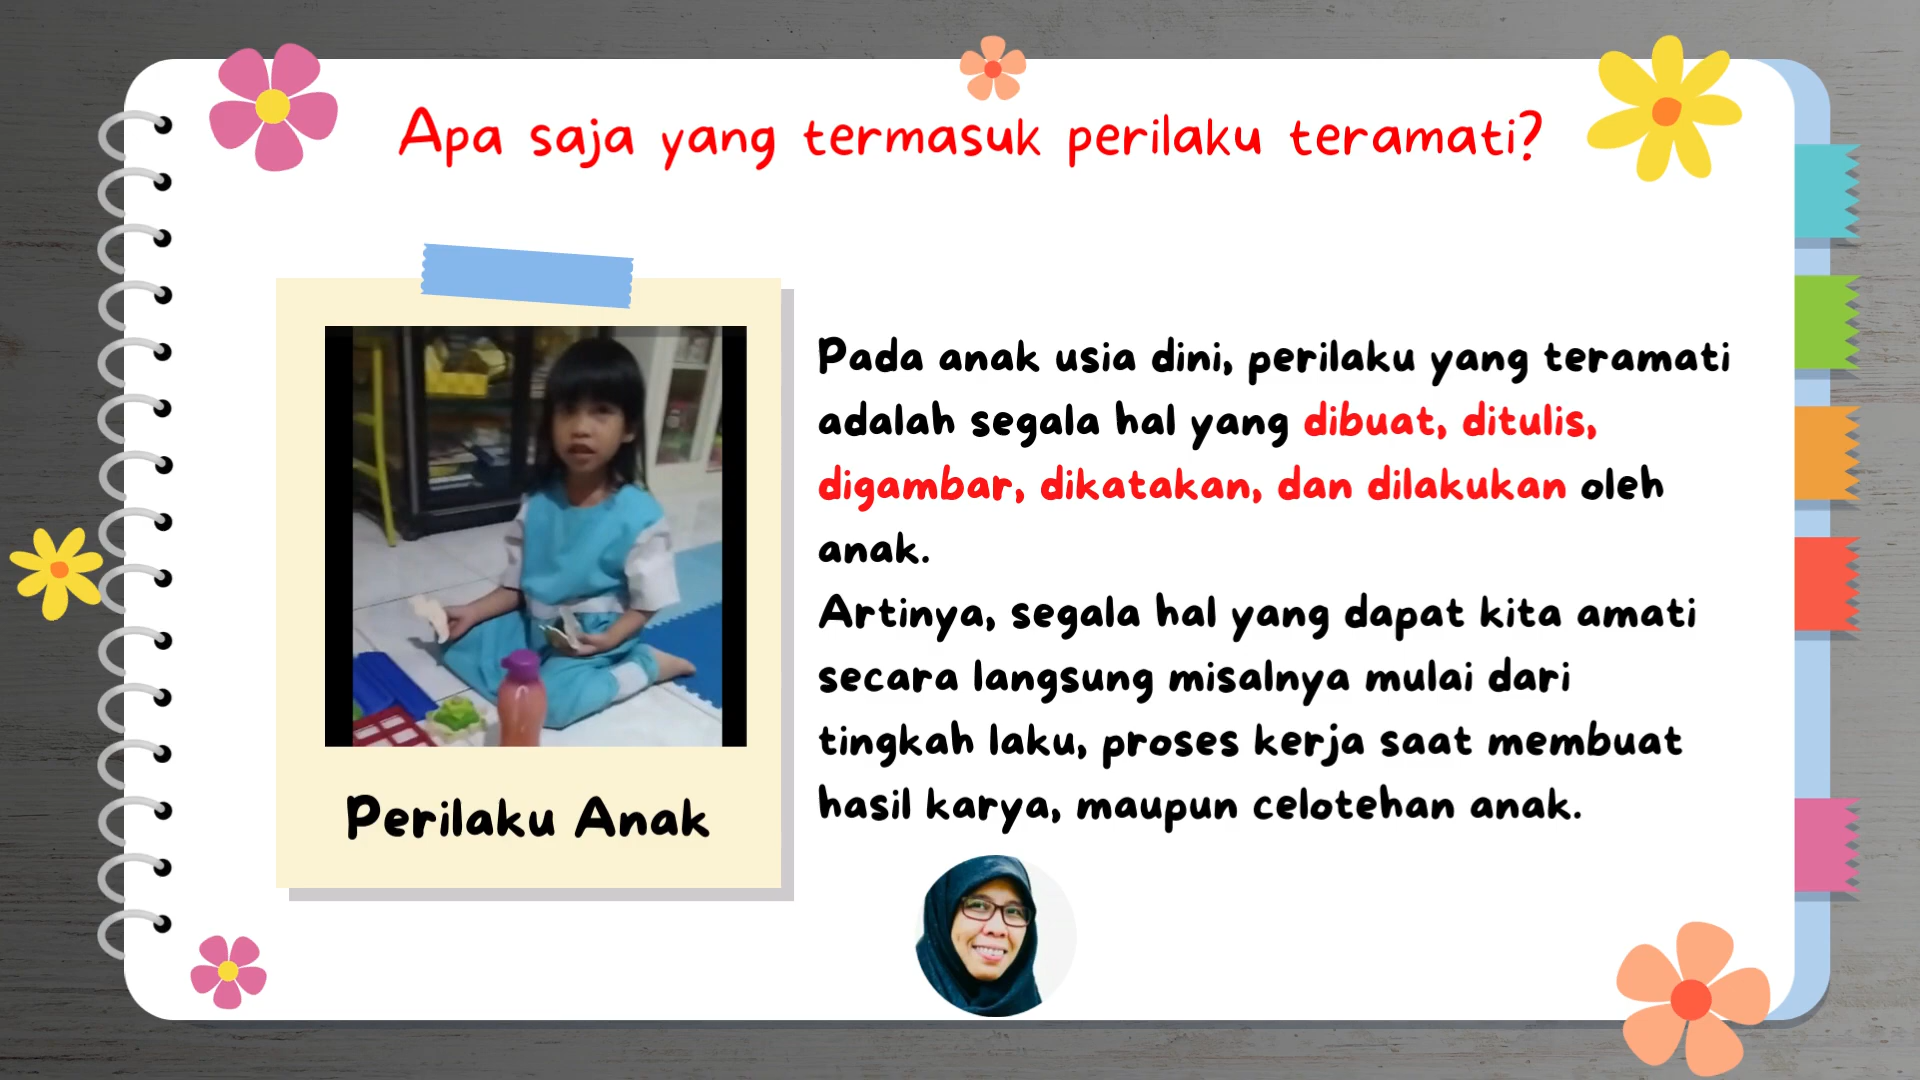 Apa saja yang termasuk perilaku teramati?
Pada anak usia dini, perilaku yang teramati
adalah segala hal yang dibuat, ditulis,
digambar, dikatakan, dan dilakukan oleh
anak.
Artinya, segala hal yang dapat kita amati
secara langsung misalnya mulai dari
tingkah laku, proses kerja saat membuat
hasil karya, maupun celotehan anak.
Perilaku Anak